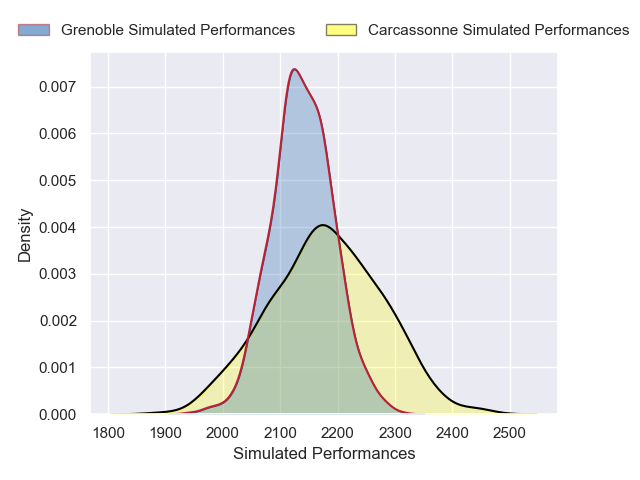 Grenoble Simulated Performances
Carcassonne Simulated Performances
0.007
0.006
0.005
0.004
0.003
0.002
0.001
0.000
Density
1800 1900 2000 2100 2200 2300 2400 2500
Simulated Performances